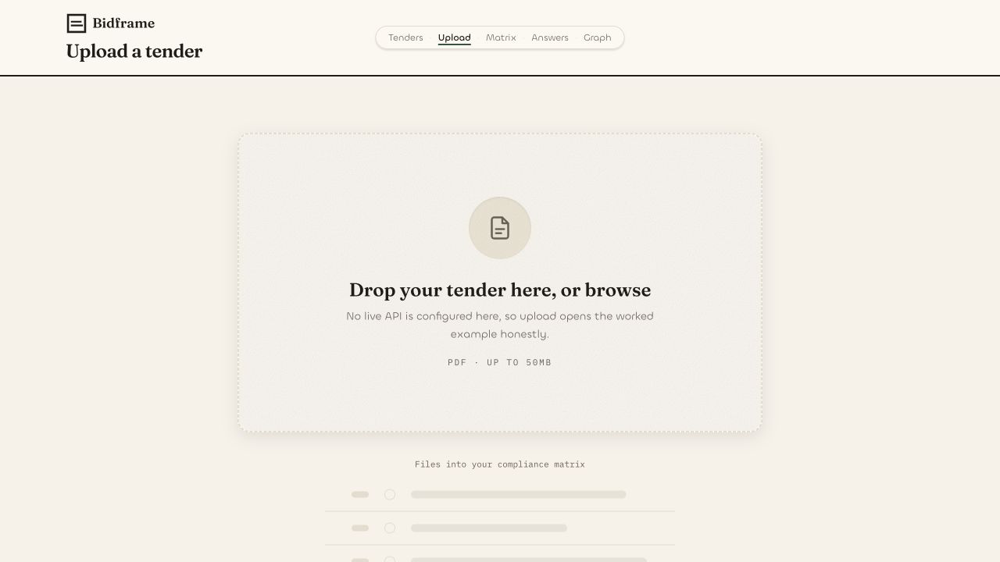 Bidframe
Upload a tender
Tenders · Upload · Matrix · Answers · Graph
Drop your tender here, or browse
No live API is configured here, so upload opens the worked
example honestly.
PDF · UP TO 50MB
Files into your compliance matrix